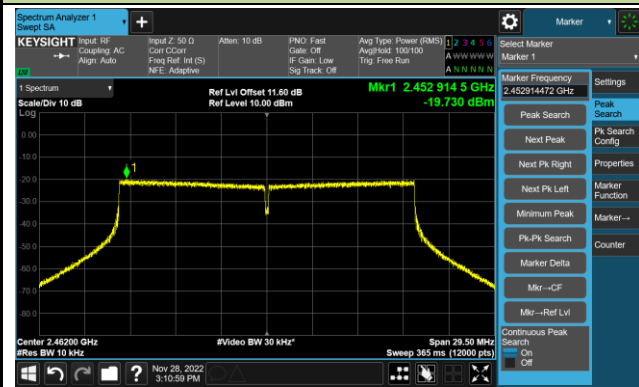 Spectrum Analyzer 1
Swept SA
+
Marker
KEYSIGHT
Input: RF
Coupling: AC
Align: Auto
Input Z: 50 Ω
Corr CCorr
Freq Ref: Int (S)
NFE: Adaptive
Atten: 10 dB
PNO: Fast
Gate: Off
IF Gain: Low
Sig Track: Off
Avg Type: Power (RMS)
Avg|Hold: 100/100
Trig: Free Run
1 2 3 4 5 6
A W W W W W
A N N N N N
LXI
Select Marker
Marker 1
1 Spectrum
Scale/Div 10 dB
Log
Ref Lvl Offset 11.60 dB
Ref Level 10.00 dBm
Mkr1 2.452 914 5 GHz
-19.730 dBm
0.00
-10.0
-20.0
-30.0
-40.0
-50.0
-60.0
-70.0
-80.0
1
Center 2.46200 GHz
#Res BW 10 kHz
#Video BW 30 kHz*
Span 29.50 MHz
Sweep 365 ms (12000 pts)
Marker Frequency
2.452914472 GHz
Peak Search
Next Peak
Next Pk Right
Next Pk Left
Minimum Peak
Pk-Pk Search
Marker Delta
Mkr→CF
Mkr→Ref Lvl
Continuous Peak
Search
On
Off
Settings
Peak
Search
Pk Search
Config
Properties
Marker
Function
Marker→
Counter
?
Nov 28, 2022
3:10:59 PM